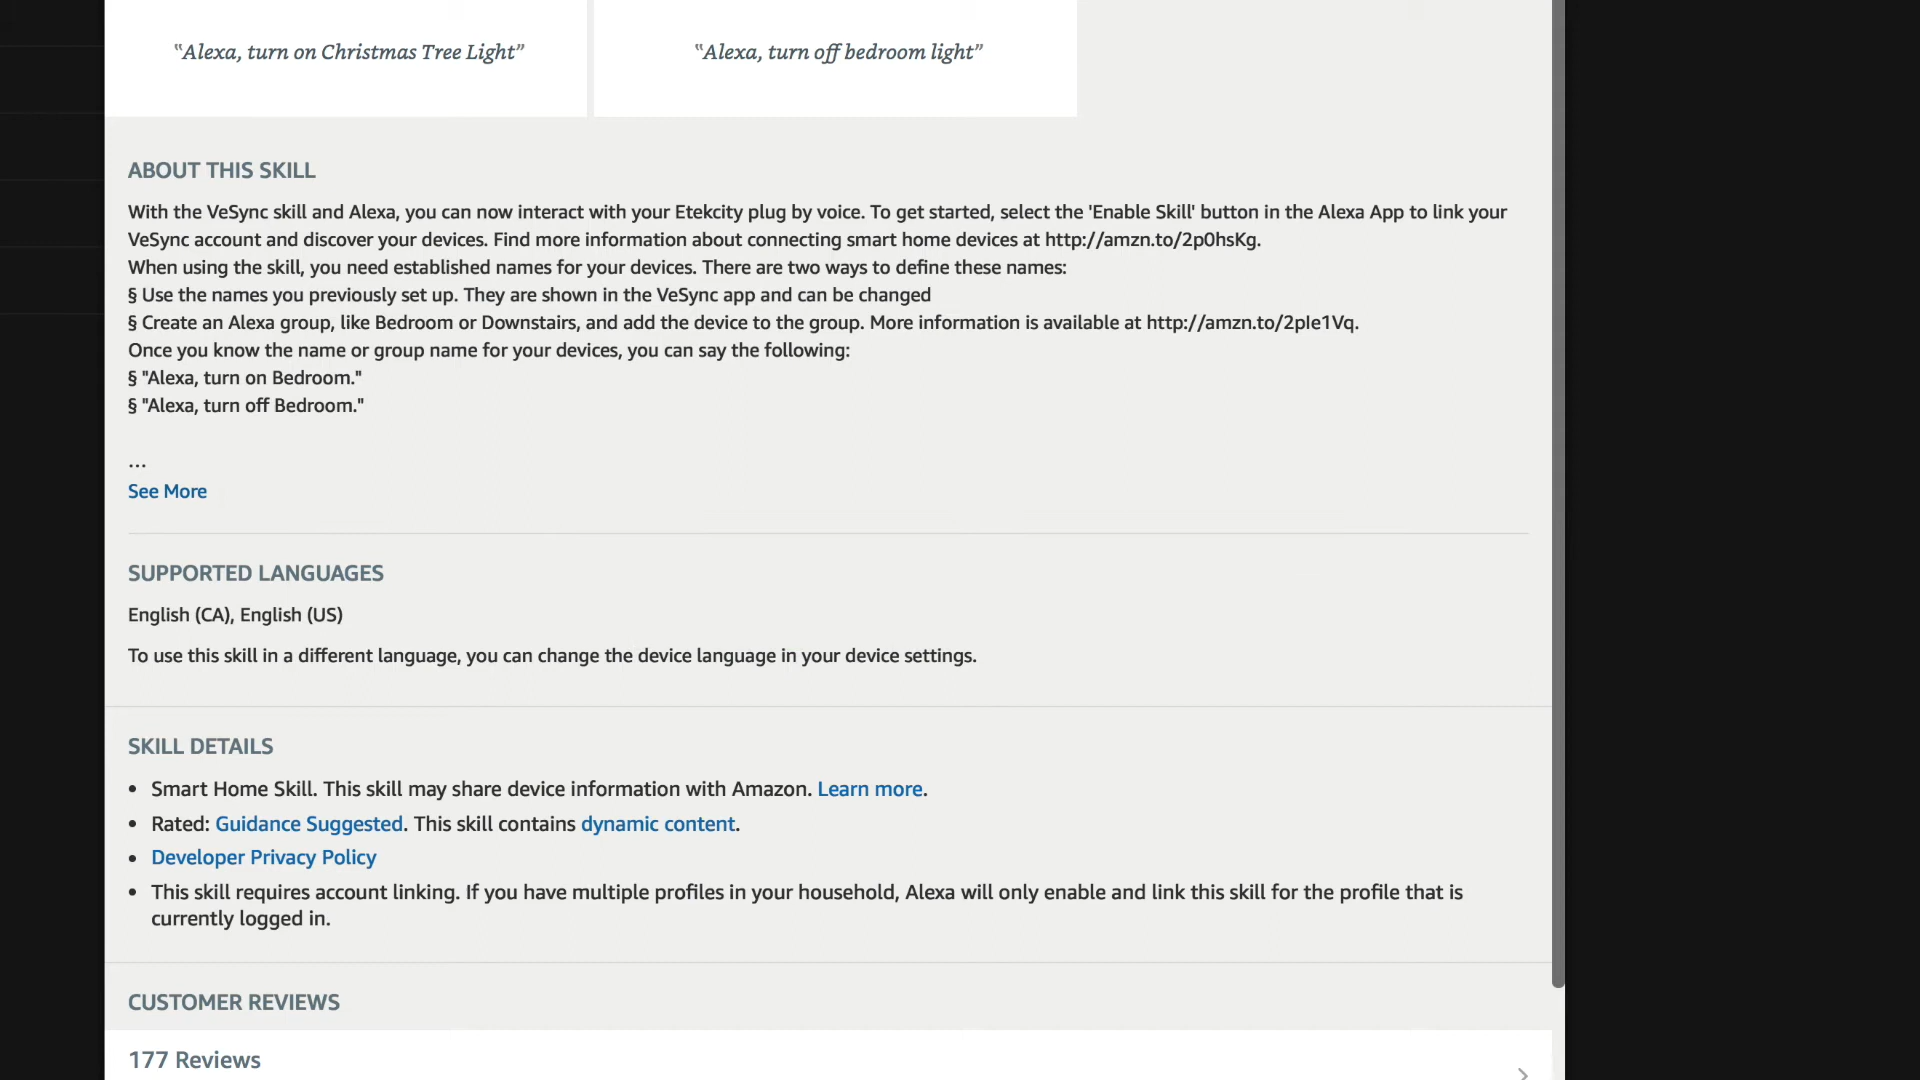 “Alexa, turn on Christmas Tree Light”
“Alexa, turn off bedroom light”
ABOUT THIS SKILL
With the VeSync skill and Alexa, you can now interact with your Etekcity plug by voice. To get started, select the 'Enable Skill' button in the Alexa App to link your
VeSync account and discover your devices. Find more information about connecting smart home devices at http://amzn.to/2p0hsKg.
When using the skill, you need established names for your devices. There are two ways to define these names:
§ Use the names you previously set up. They are shown in the VeSync app and can be changed
§ Create an Alexa group, like Bedroom or Downstairs, and add the device to the group. More information is available at http://amzn.to/2pIe1Vq.
Once you know the name or group name for your devices, you can say the following:
§ "Alexa, turn on Bedroom."
§ "Alexa, turn off Bedroom."
...
See More
SUPPORTED LANGUAGES
English (CA), English (US)
To use this skill in a different language, you can change the device language in your device settings.
SKILL DETAILS
• Smart Home Skill. This skill may share device information with Amazon. Learn more.
• Rated: Guidance Suggested. This skill contains dynamic content.
• Developer Privacy Policy
• This skill requires account linking. If you have multiple profiles in your household, Alexa will only enable and link this skill for the profile that is
currently logged in.
CUSTOMER REVIEWS
177 Reviews